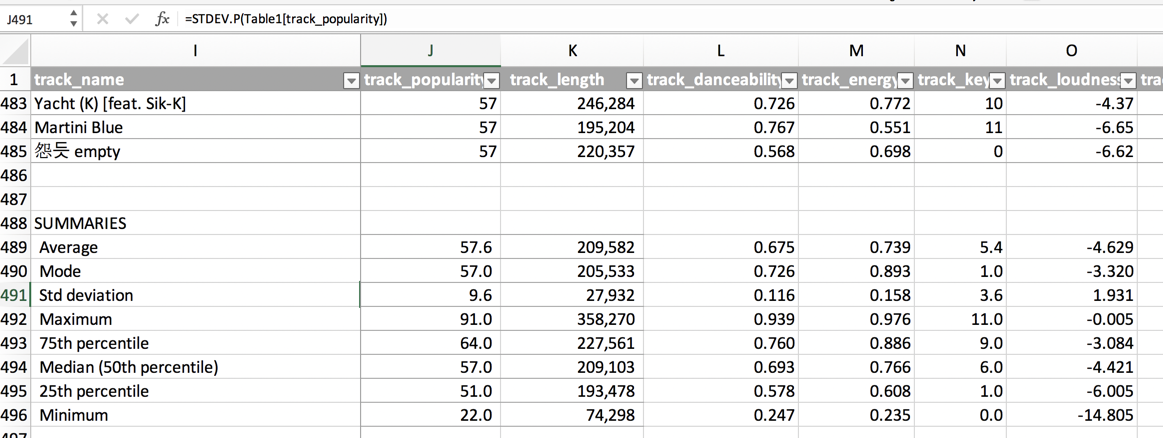 J491 fx =STDEV.P(Table1[track_popularity])
I J K L M N O
1 track_name track_popularit track_length track_danceability track_energy track_key track_loudness tra
483 Yacht (K) [feat. Sik-K] 57 246,284 0.726 0.772 10 -4.37
484 Martini Blue 57 195,204 0.767 0.551 11 -6.65
485 怨듯 empty 57 220,357 0.568 0.698 0 -6.62
486
487
488 SUMMARIES
489 Average 57.6 209,582 0.675 0.739 5.4 -4.629
490 Mode 57.0 205,533 0.726 0.893 1.0 -3.320
491 Std deviation 9.6 27,932 0.116 0.158 3.6 1.931
492 Maximum 91.0 358,270 0.939 0.976 11.0 -0.005
493 75th percentile 64.0 227,561 0.760 0.886 9.0 -3.084
494 Median (50th percentile) 57.0 209,103 0.693 0.766 6.0 -4.421
495 25th percentile 51.0 193,478 0.578 0.608 1.0 -6.005
496 Minimum 22.0 74,298 0.247 0.235 0.0 -14.805